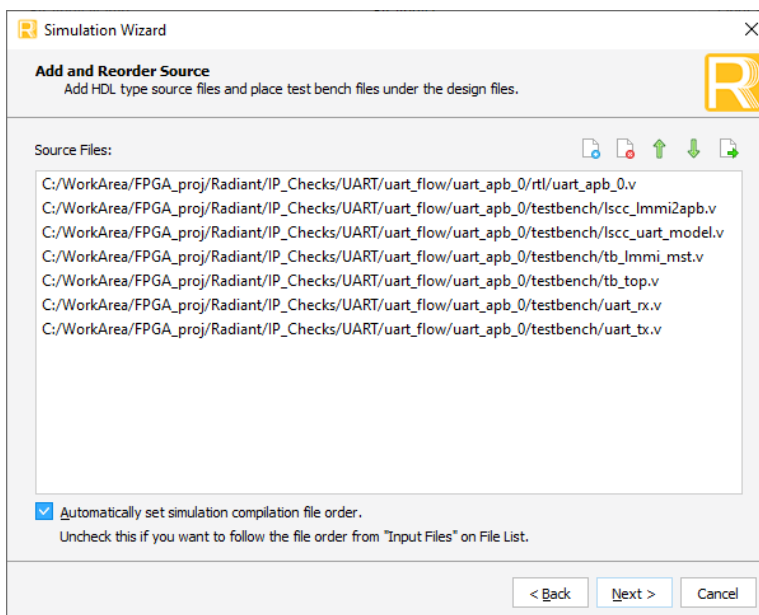 Simulation Wizard
Add and Reorder Source
Add HDL type source files and place test bench files under the design files.
Source Files:
C:/WorkArea/FPGA_proj/Radiant/IP_Checks/UART/uart_flow/uart_apb_0/rtl/uart_apb_0.v
C:/WorkArea/FPGA_proj/Radiant/IP_Checks/UART/uart_flow/uart_apb_0/testbench/lscc_lmmi2apb.v
C:/WorkArea/FPGA_proj/Radiant/IP_Checks/UART/uart_flow/uart_apb_0/testbench/lscc_uart_model.v
C:/WorkArea/FPGA_proj/Radiant/IP_Checks/UART/uart_flow/uart_apb_0/testbench/tb_lmmi_mst.v
C:/WorkArea/FPGA_proj/Radiant/IP_Checks/UART/uart_flow/uart_apb_0/testbench/tb_top.v
C:/WorkArea/FPGA_proj/Radiant/IP_Checks/UART/uart_flow/uart_apb_0/testbench/uart_rx.v
C:/WorkArea/FPGA_proj/Radiant/IP_Checks/UART/uart_flow/uart_apb_0/testbench/uart_tx.v
Automatically set simulation compilation file order.
Uncheck this if you want to follow the file order from "Input Files" on File List.
< Back Next > Cancel